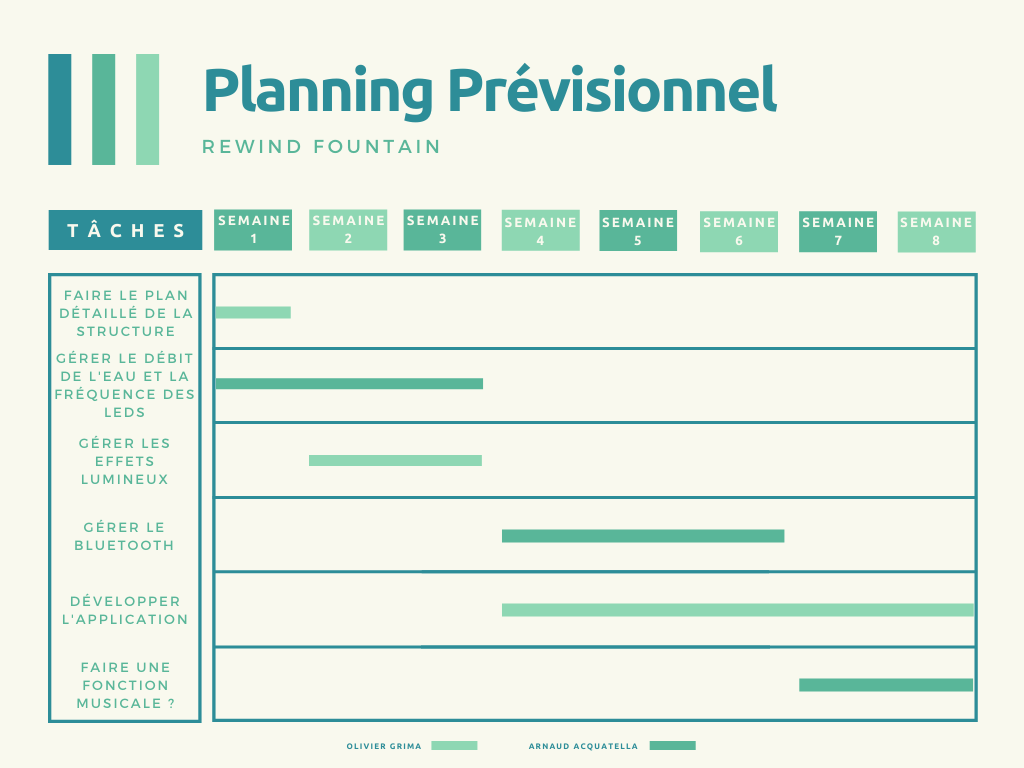 Planning Prévisionnel
REWIND FOUNTAIN
TÂCHES
SEMAINE
1
SEMAINE
2
SEMAINE
3
SEMAINE
4
SEMAINE
5
SEMAINE
6
SEMAINE
7
SEMAINE
8
FAIRE LE PLAN
DÉTAILLÉ DE LA
STRUCTURE
GÉRER LE DÉBIT
DE L'EAU ET LA
FRÉQUENCE DES
LEDS
GÉRER LES
EFFETS
LUMINEUX
GÉRER LE
BLUETOOTH
DÉVELOPPER
L'APPLICATION
FAIRE UNE
FONCTION
MUSICALE ?
OLIVIER GRIMA
ARNAUD ACQUATELLA